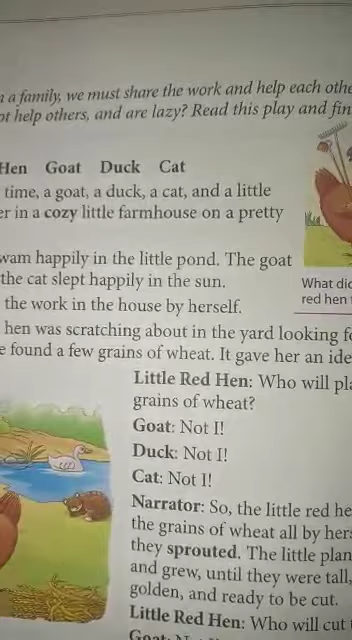 a family, we must share the work and help each othe
ot help others, and are lazy? Read this play and fin
Hen Goat Duck Cat
time, a goat, a duck, a cat, and a little
er in a cozy little farmhouse on a pretty
wam happily in the little pond. The goat
the cat slept happily in the sun.
the work in the house by herself.
hen was scratching about in the yard looking fo
e found a few grains of wheat. It gave her an ide
What did
red hen
Little Red Hen: Who will pla
grains of wheat?
Goat: Not I!
Duck: Not I!
Cat: Not I!
Narrator: So, the little red he
the grains of wheat all by hers
they sprouted. The little plan
and grew, until they were tall,
golden, and ready to be cut.
Little Red Hen: Who will cut
Goat: